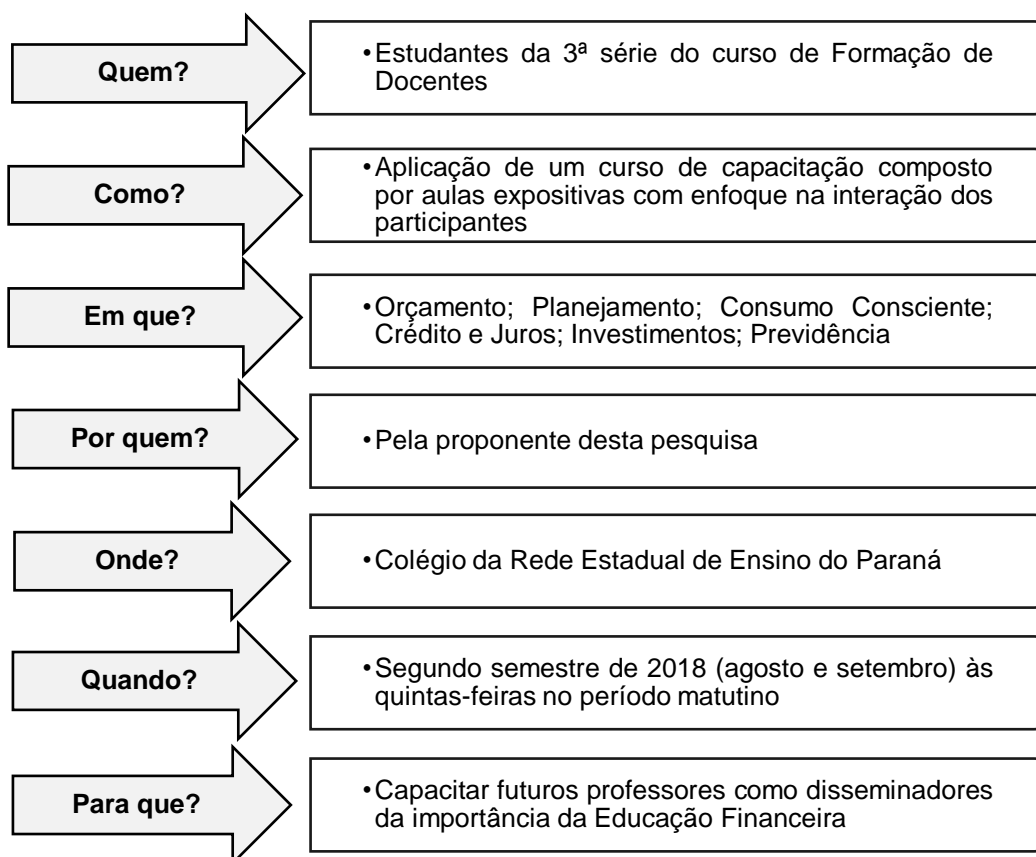 Quem?
•Estudantes da 3ª série do curso de Formação de
Docentes
Como?
•Aplicação de um curso de capacitação composto
por aulas expositivas com enfoque na interação dos
participantes
Em que?
•Orçamento; Planejamento; Consumo Consciente;
Crédito e Juros; Investimentos; Previdência
Por quem?
•Pela proponente desta pesquisa
Onde?
•Colégio da Rede Estadual de Ensino do Paraná
Quando?
•Segundo semestre de 2018 (agosto e setembro) às
quintas-feiras no período matutino
Para que?
•Capacitar futuros professores como disseminadores
da importância da Educação Financeira